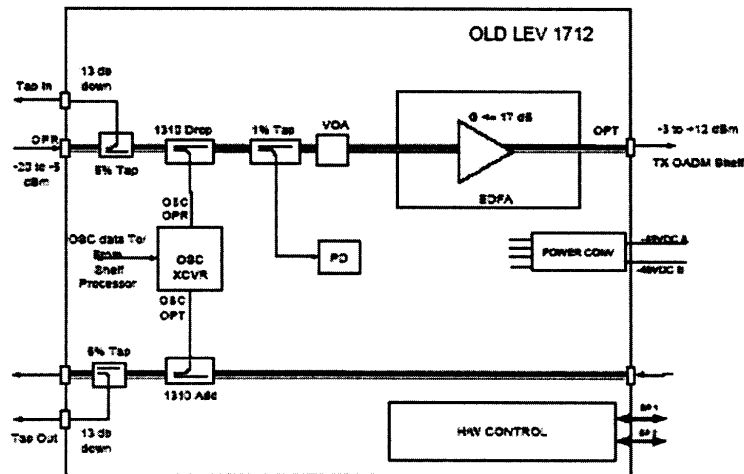 OLD LEV 1712
13 db
down
Tap In
OPR
-20 to -5
dBm
5% Tap
1310 Drop
1% Tap
VOA
G <= 17 dB
EDFA
OPT
-3 to +12 dBm
TX OADM Shelf
OSC
OPR
OSC data To/
From
Shelf
Processor
OSC
XCVR
PD
POWER CONV
-48VDC A
-48VDC B
OSC
OPT
5% Tap
1310 Add
Tap Out
13 db
down
H/W CONTROL